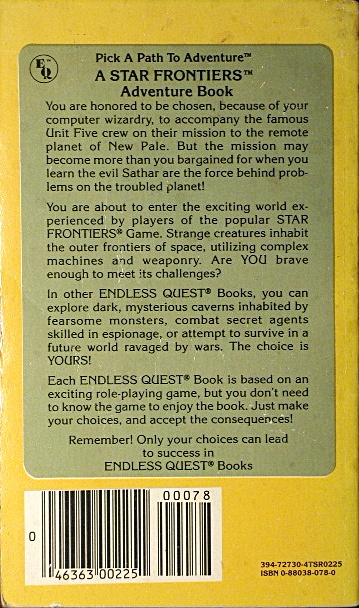 EQ™
Pick A Path To Adventure™
A STAR FRONTIERS™
Adventure Book
You are honored to be chosen, because of your
computer wizardry, to accompany the famous
Unit Five crew on their mission to the remote
planet of New Pale. But the mission may
become more than you bargained for when you
learn the evil Sathar are the force behind prob-
lems on the troubled planet!
You are about to enter the exciting world ex-
perienced by players of the popular STAR
FRONTIERS® Game. Strange creatures inhabit
the outer frontiers of space, utilizing complex
machines and weaponry. Are YOU brave
enough to meet its challenges?
In other ENDLESS QUEST® Books, you can
explore dark, mysterious caverns inhabited by
fearsome monsters, combat secret agents
skilled in espionage, or attempt to survive in a
future world ravaged by wars. The choice is
YOURS!
Each ENDLESS QUEST® Book is based on an
exciting role-playing game, but you don't need
to know the game to enjoy the book. Just make
your choices, and accept the consequences!
Remember! Only your choices can lead
to success in
ENDLESS QUEST® Books
00078
0
46363 00225
394-72730-4TSR0225
ISBN 0-88038-078-0